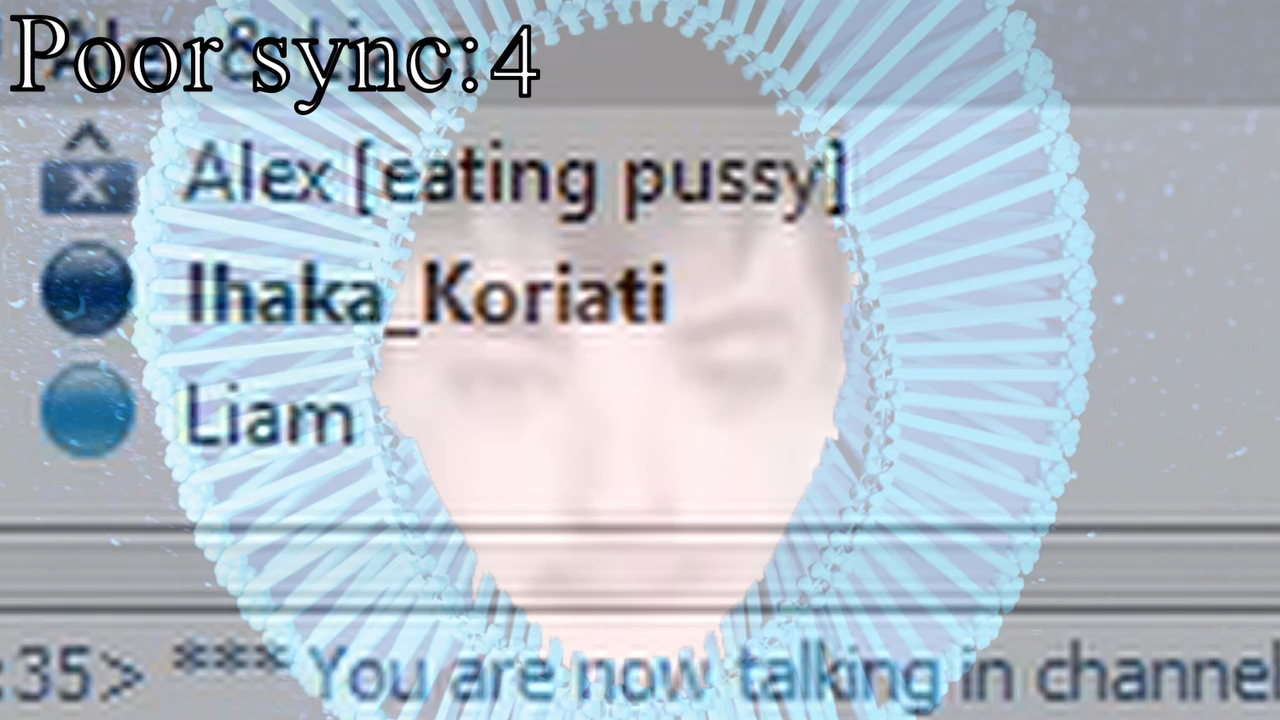 Poor sync:4
Alex [eating pussy]
Ihaka_Koriati
Liam
:35> *** You are now talking in channel